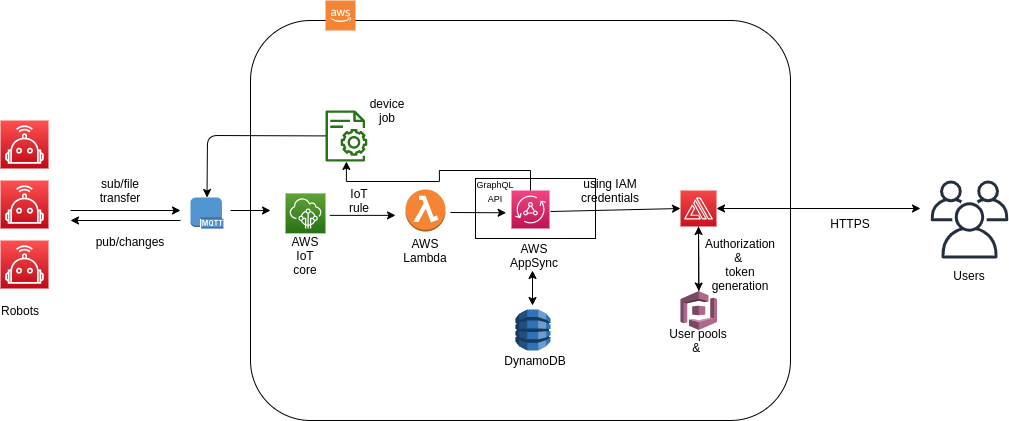 aws
device
job
sub/file
transfer
pub/changes
Robots
MQTT
AWS
IoT
core
IoT
rule
AWS
Lambda
GraphQL
API
AWS
AppSync
DynamoDB
using IAM
credentials
Authorization
&
token
generation
User pools
&
HTTPS
Users